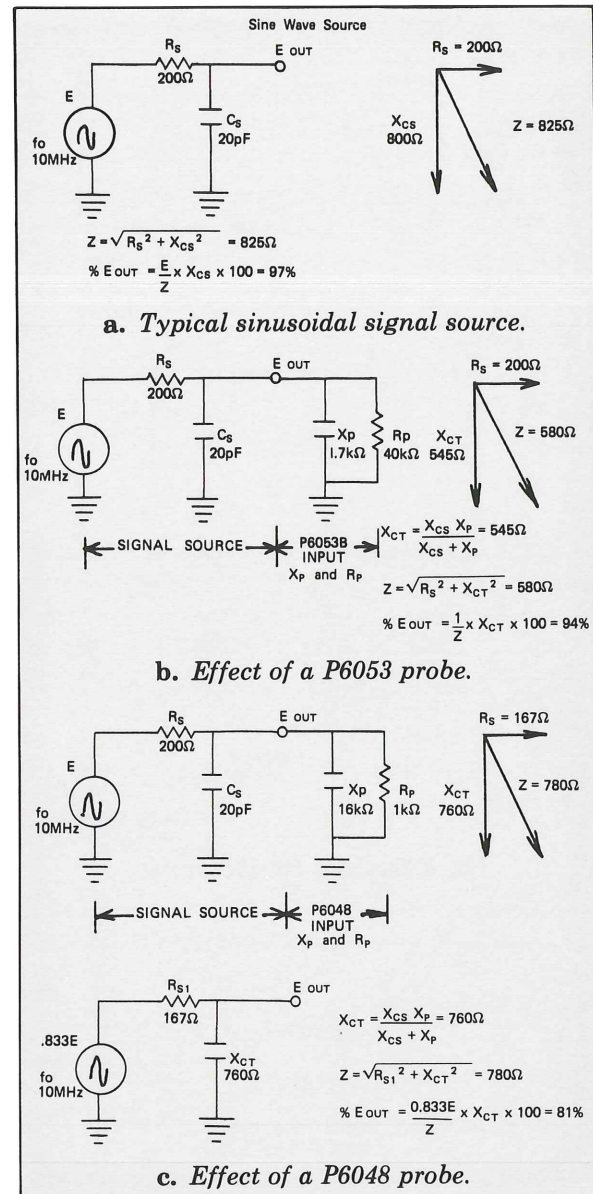 Sine Wave Source
RS
200Ω
E OUT
E
fo
10MHz
CS
20pF
RS = 200Ω
XCS
800Ω
Z = 825Ω
Z = √RS² + XCS² = 825Ω
% E OUT = E/Z x XCS x 100 = 97%
a. Typical sinusoidal signal source.
RS
200Ω
E OUT
E
fo
10MHz
CS
20pF
Xp
1.7kΩ
Rp
40kΩ
RS = 200Ω
XCT
545Ω
Z = 580Ω
SIGNAL SOURCE
P6053B
INPUT
XP and RP
XCT = XCS XP / XCS + XP = 545Ω
Z = √RS² + XCT² = 580Ω
% E OUT = 1/Z x XCT x 100 = 94%
b. Effect of a P6053 probe.
RS
200Ω
E OUT
E
fo
10MHz
CS
20pF
Xp
16kΩ
RP
1kΩ
RS = 167Ω
XCT
760Ω
Z = 780Ω
SIGNAL SOURCE
P6048
INPUT
XP and RP
RS1
167Ω
E OUT
.833E
fo
10MHz
XCT
760Ω
XCT = XCS XP / XCS + XP = 760Ω
Z = √RS1² + XCT² = 780Ω
% E OUT = 0.833E/Z x XCT x 100 = 81%
c. Effect of a P6048 probe.